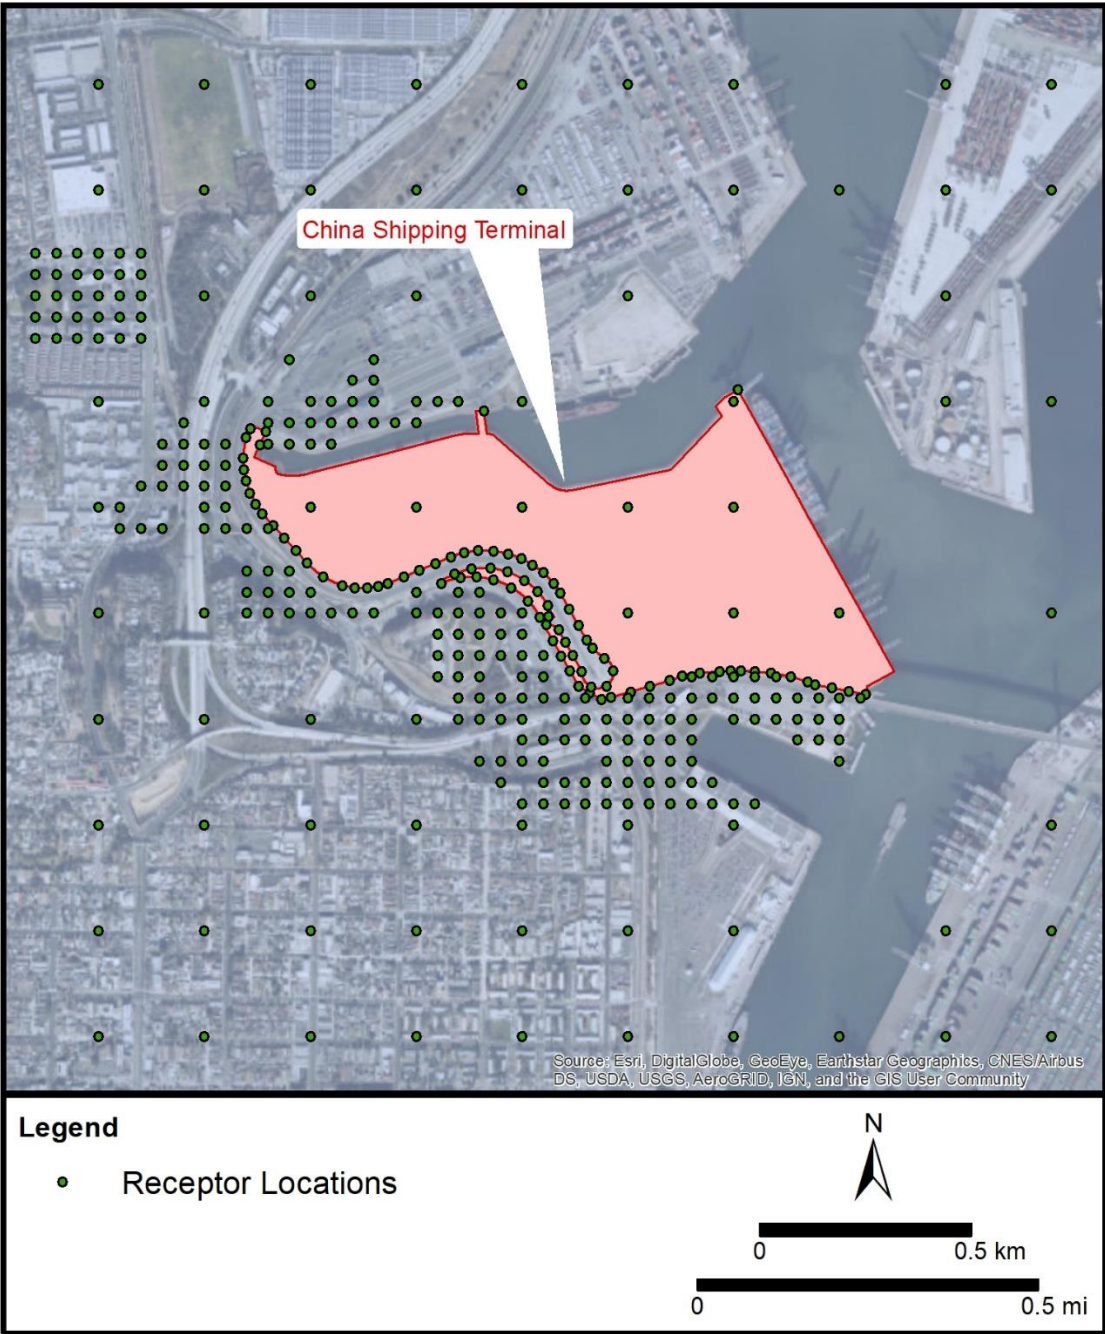 China Shipping Terminal
Source: Esri, DigitalGlobe, GeoEye, Earthstar Geographics, CNES/Airbus
DS, USDA, USGS, AeroGRID, IGN, and the GIS User Community
Legend
Receptor Locations
N
0 0.5 km
0 0.5 mi